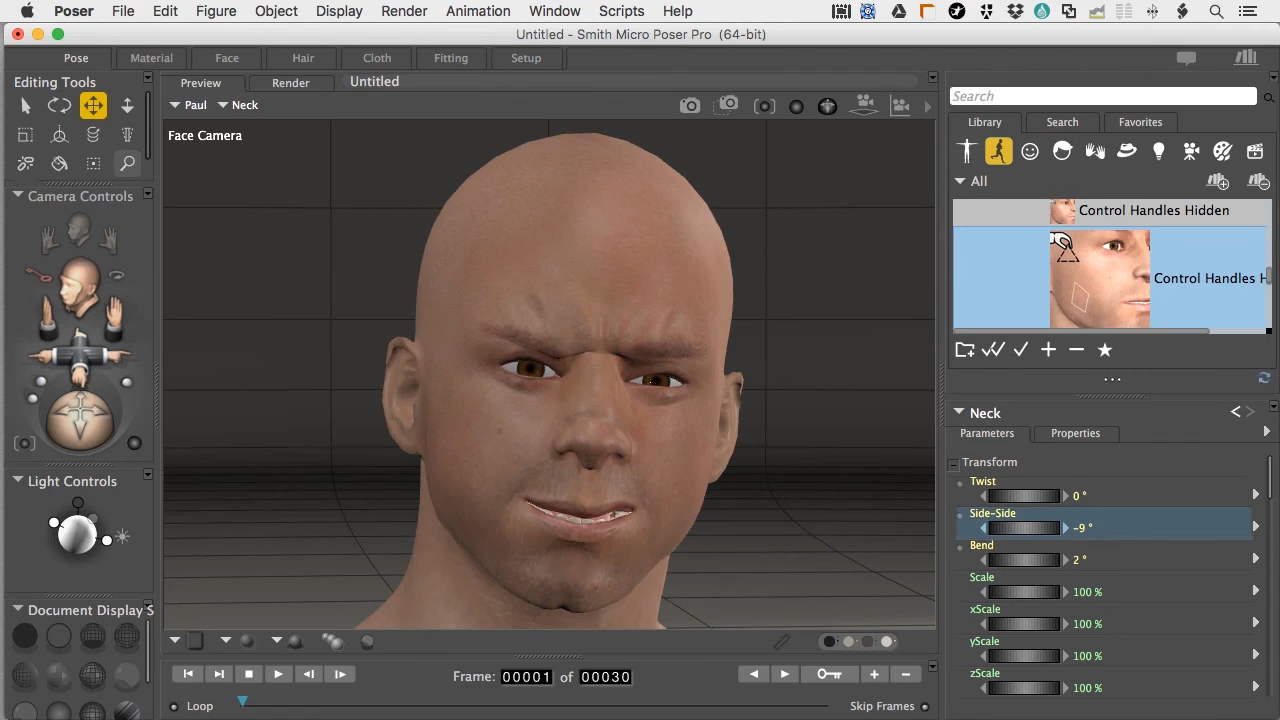 Poser File Edit Figure Object Display Render Animation Window Scripts Help
Untitled - Smith Micro Poser Pro (64-bit)
Pose Material Face Hair Cloth Fitting Setup
Editing Tools
Preview Render Untitled
Paul Neck
Face Camera
Camera Controls
Light Controls
Document Display S
Search
Library Search Favorites
All
Control Handles Hidden
Control Handles H
Neck
Parameters Properties
Transform
Twist
0 °
Side-Side
-9 °
Bend
2 °
Scale
100 %
xScale
100 %
yScale
100 %
zScale
100 %
Frame: 00001 of 00030
Loop Skip Frames